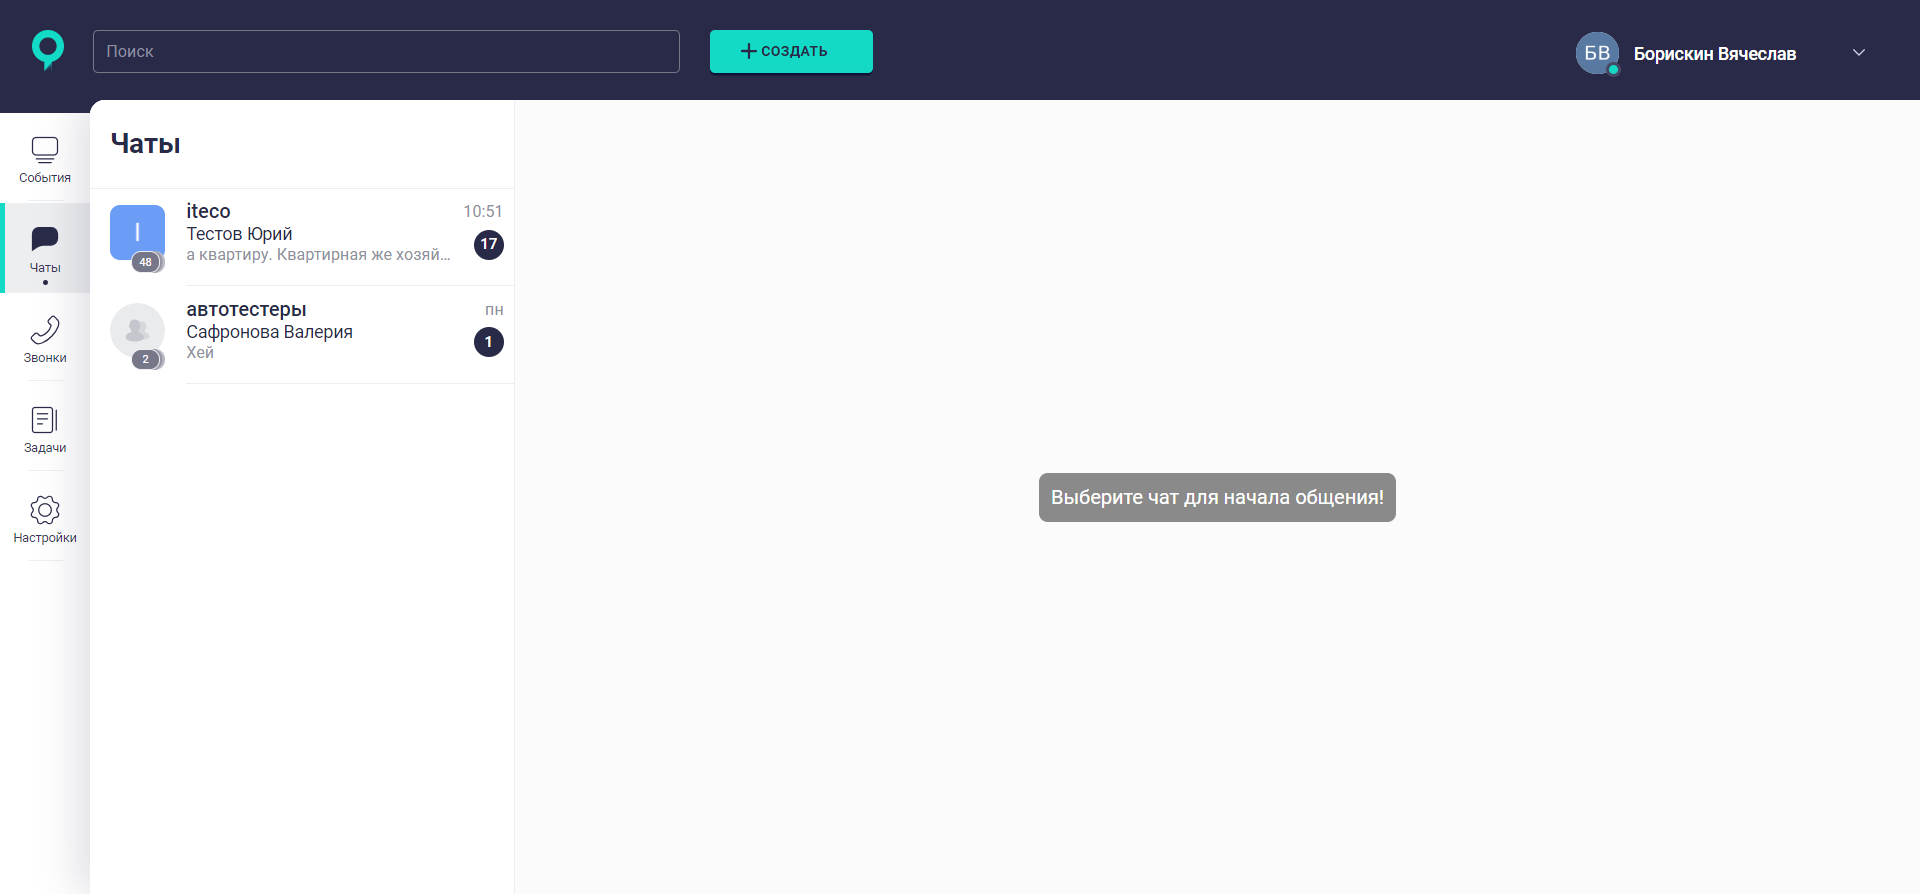 Поиск
СОЗДАТЬ
БВ
Борискин Вячеслав
События
Чаты
Звонки
Задачи
Настройки
Чаты
I
48
iteco
10:51
Тестов Юрий
17
а квартиру. Квартирная же хозяй...
2
автотестеры
пн
Сафронова Валерия
1
Хей
Выберите чат для начала общения!